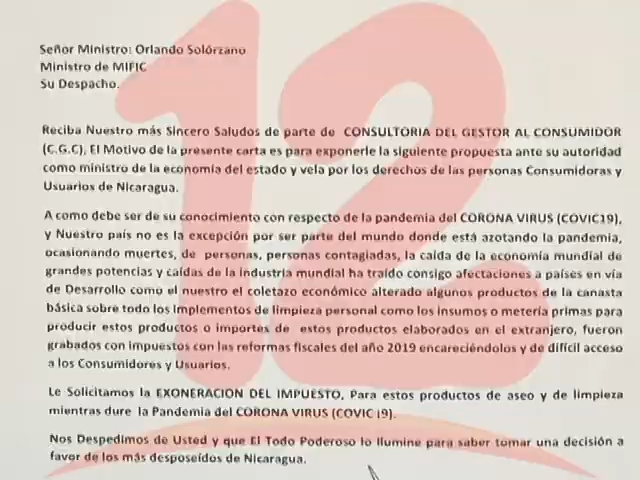 12
Señor Ministro: Orlando Solórzano
Ministro de MIFIC
Su Despacho.
Reciba Nuestro más Sincero Saludos de parte de CONSULTORIA DEL GESTOR AL CONSUMIDOR
(C.G.C), El Motivo de la presente carta es para exponerle la siguiente propuesta ante su autoridad
como ministro de la economía del estado y vela por los derechos de las personas Consumidoras y
Usuarios de Nicaragua.
A como debe ser de su conocimiento con respecto de la pandemia del CORONA VIRUS (COVIC19),
y Nuestro país no es la excepción por ser parte del mundo donde está azotando la pandemia,
ocasionando muertes, de personas, personas contagiadas, la caída de la economía mundial de
grandes potencias y caídas de la industria mundial ha traído consigo afectaciones a países en vía
de Desarrollo como el nuestro el coletazo económico alterado algunos productos de la canasta
básica sobre todo los implementos de limpieza personal como los insumos o metería primas para
producir estos productos o importes de estos productos elaborados en el extranjero, fueron
grabados con impuestos con las reformas fiscales del año 2019 encareciéndolos y de difícil acceso
a los Consumidores y Usuarios.
Le Solicitamos la EXONERACION DEL IMPUESTO, Para estos productos de aseo y de limpieza
mientras dure la Pandemia del CORONA VIRUS (COVIC 19).
Nos Despedimos de Usted y que El Todo Poderoso lo Ilumine para saber tomar una decisión a
favor de los más desposeídos de Nicaragua.